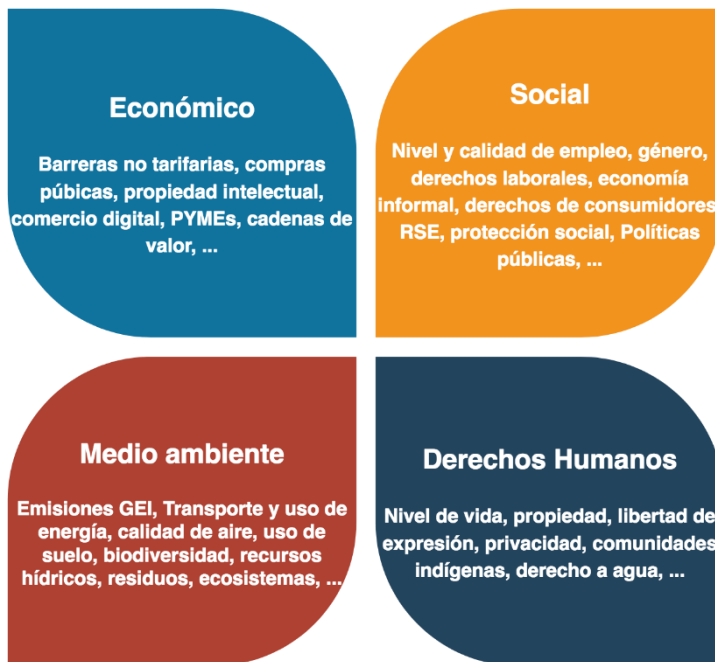 Económico
Barreras no tarifarias, compras
púbicas, propiedad intelectual,
comercio digital, PYMEs, cadenas de
valor, ...
Social
Nivel y calidad de empleo, género,
derechos laborales, economía
informal, derechos de consumidores
RSE, protección social, Políticas
públicas, ...
Medio ambiente
Emisiones GEI, Transporte y uso de
energía, calidad de aire, uso de
suelo, biodiversidad, recursos
hídricos, residuos, ecosistemas, ...
Derechos Humanos
Nivel de vida, propiedad, libertad de
expresión, privacidad, comunidades
indígenas, derecho a agua, ...